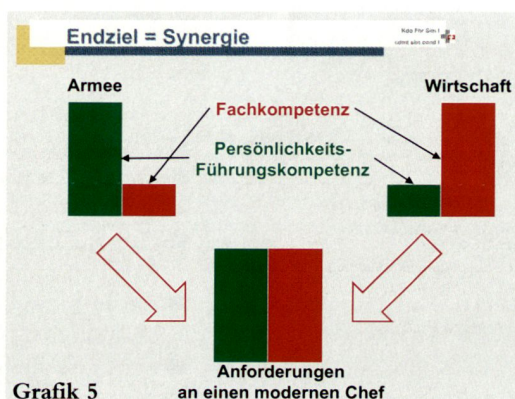 Endziel = Synergie
Armee
Wirtschaft
Fachkompetenz
Persönlichkeits-
Führungskompetenz
Anforderungen
an einen modernen Chef
Grafik 5